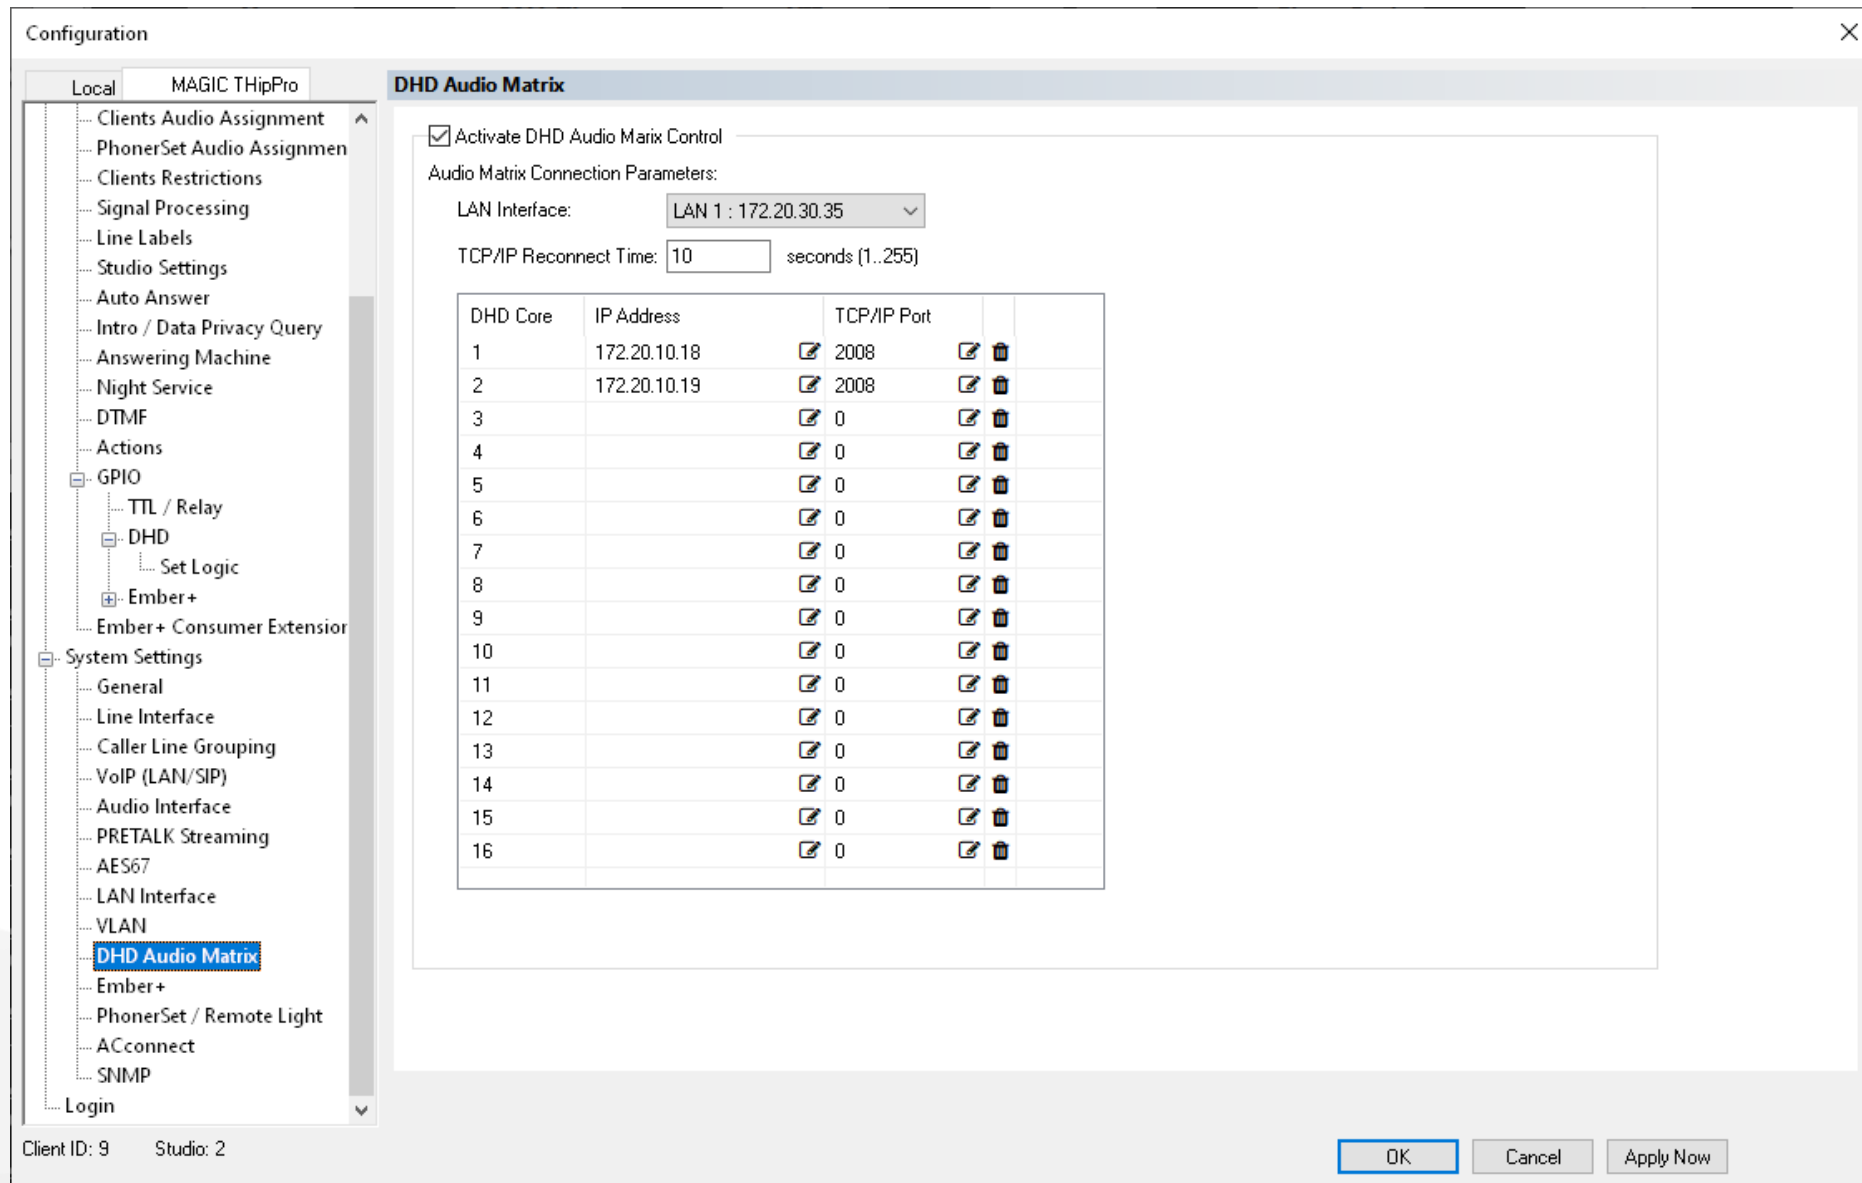 Configuration
Local
MAGIC THipPro
Clients Audio Assignment
PhonerSet Audio Assignmen
Clients Restrictions
Signal Processing
Line Labels
Studio Settings
Auto Answer
Intro / Data Privacy Query
Answering Machine
Night Service
DTMF
Actions
GPIO
TTL / Relay
DHD
Set Logic
Ember+
Ember+ Consumer Extension
System Settings
General
Line Interface
Caller Line Grouping
VoIP (LAN/SIP)
Audio Interface
PRETALK Streaming
AES67
LAN Interface
VLAN
DHD Audio Matrix
Ember+
PhonerSet / Remote Light
ACconnect
SNMP
Login
DHD Audio Matrix
Activate DHD Audio Marix Control
Audio Matrix Connection Parameters:
LAN Interface: LAN 1 : 172.20.30.35
TCP/IP Reconnect Time: 10 seconds (1..255)
DHD Core IP Address TCP/IP Port
1 172.20.10.18 2008
2 172.20.10.19 2008
3 0
4 0
5 0
6 0
7 0
8 0
9 0
10 0
11 0
12 0
13 0
14 0
15 0
16 0
Client ID: 9 Studio: 2
OK Cancel Apply Now